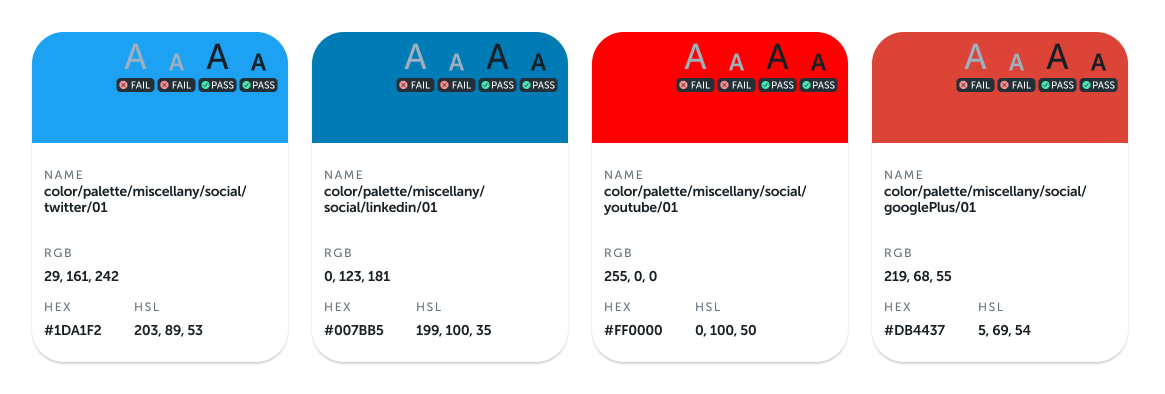 A A A A
FAIL FAIL PASS PASS
NAME
color/palette/miscellany/social/
twitter/01
RGB
29, 161, 242
HEX HSL
#1DA1F2 203, 89, 53
A A A A
FAIL FAIL PASS PASS
NAME
color/palette/miscellany/
social/linkedin/01
RGB
0, 123, 181
HEX HSL
#007BB5 199, 100, 35
A A A A
FAIL FAIL PASS PASS
NAME
color/palette/miscellany/social/
youtube/01
RGB
255, 0, 0
HEX HSL
#FF0000 0, 100, 50
A A A A
FAIL FAIL PASS PASS
NAME
color/palette/miscellany/social/
googlePlus/01
RGB
219, 68, 55
HEX HSL
#DB4437 5, 69, 54